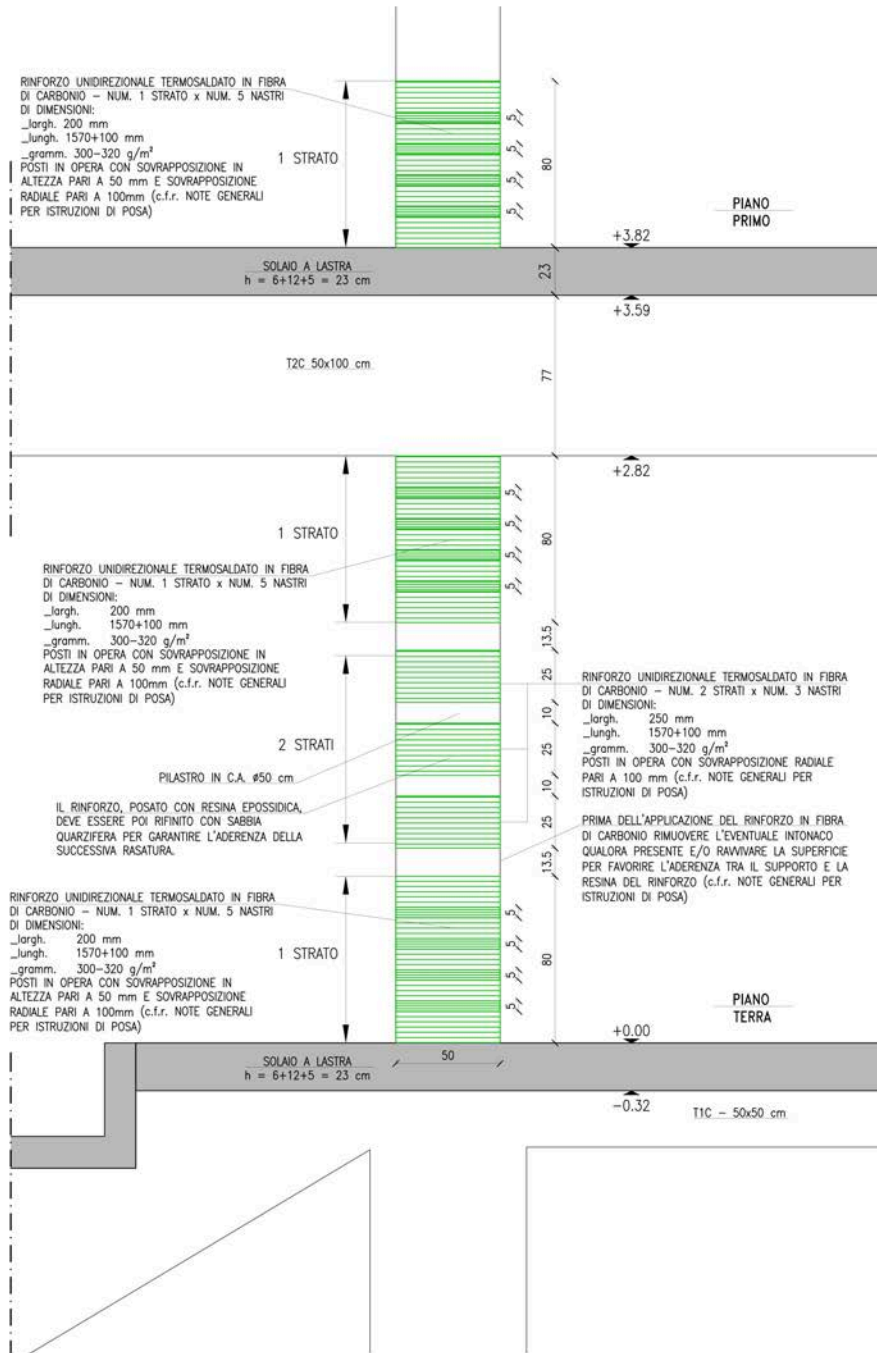 RINFORZO UNIDIREZIONALE TERMOSALDATO IN FIBRA
DI CARBONIO – NUM. 1 STRATO x NUM. 5 NASTRI
DI DIMENSIONI:
_largh. 200 mm
_lungh. 1570+100 mm
_gramm. 300–320 g/m²
POSTI IN OPERA CON SOVRAPPOSIZIONE IN
ALTEZZA PARI A 50 mm E SOVRAPPOSIZIONE
RADIALE PARI A 100mm (c.f.r. NOTE GENERALI
PER ISTRUZIONI DI POSA)
1 STRATO
5
5
5
5
80
PIANO
PRIMO
+3.82
SOLAIO A LASTRA
h = 6+12+5 = 23 cm
23
+3.59
T2C 50x100 cm
77
+2.82
1 STRATO
5
5
5
5
80
RINFORZO UNIDIREZIONALE TERMOSALDATO IN FIBRA
DI CARBONIO – NUM. 1 STRATO x NUM. 5 NASTRI
DI DIMENSIONI:
_largh. 200 mm
_lungh. 1570+100 mm
_gramm. 300–320 g/m²
POSTI IN OPERA CON SOVRAPPOSIZIONE IN
ALTEZZA PARI A 50 mm E SOVRAPPOSIZIONE
RADIALE PARI A 100mm (c.f.r. NOTE GENERALI
PER ISTRUZIONI DI POSA)
13.5
25
10
25
10
25
13.5
RINFORZO UNIDIREZIONALE TERMOSALDATO IN FIBRA
DI CARBONIO – NUM. 2 STRATI x NUM. 3 NASTRI
DI DIMENSIONI:
_largh. 250 mm
_lungh. 1570+100 mm
_gramm. 300–320 g/m²
POSTI IN OPERA CON SOVRAPPOSIZIONE RADIALE
PARI A 100 mm (c.f.r. NOTE GENERALI PER
ISTRUZIONI DI POSA)
2 STRATI
PILASTRO IN C.A. ø50 cm
IL RINFORZO, POSATO CON RESINA EPOSSIDICA,
DEVE ESSERE POI RIFINITO CON SABBIA
QUARZIFERA PER GARANTIRE L'ADERENZA DELLA
SUCCESSIVA RASATURA.
PRIMA DELL'APPLICAZIONE DEL RINFORZO IN FIBRA
DI CARBONIO RIMUOVERE L'EVENTUALE INTONACO
QUALORA PRESENTE E/O RAVVIVARE LA SUPERFICIE
PER FAVORIRE L'ADERENZA TRA IL SUPPORTO E LA
RESINA DEL RINFORZO (c.f.r. NOTE GENERALI PER
ISTRUZIONI DI POSA)
RINFORZO UNIDIREZIONALE TERMOSALDATO IN FIBRA
DI CARBONIO – NUM. 1 STRATO x NUM. 5 NASTRI
DI DIMENSIONI:
_largh. 200 mm
_lungh. 1570+100 mm
_gramm. 300–320 g/m²
POSTI IN OPERA CON SOVRAPPOSIZIONE IN
ALTEZZA PARI A 50 mm E SOVRAPPOSIZIONE
RADIALE PARI A 100mm (c.f.r. NOTE GENERALI
PER ISTRUZIONI DI POSA)
1 STRATO
5
5
5
5
80
PIANO
TERRA
+0.00
SOLAIO A LASTRA
h = 6+12+5 = 23 cm
50
-0.32
T1C – 50x50 cm